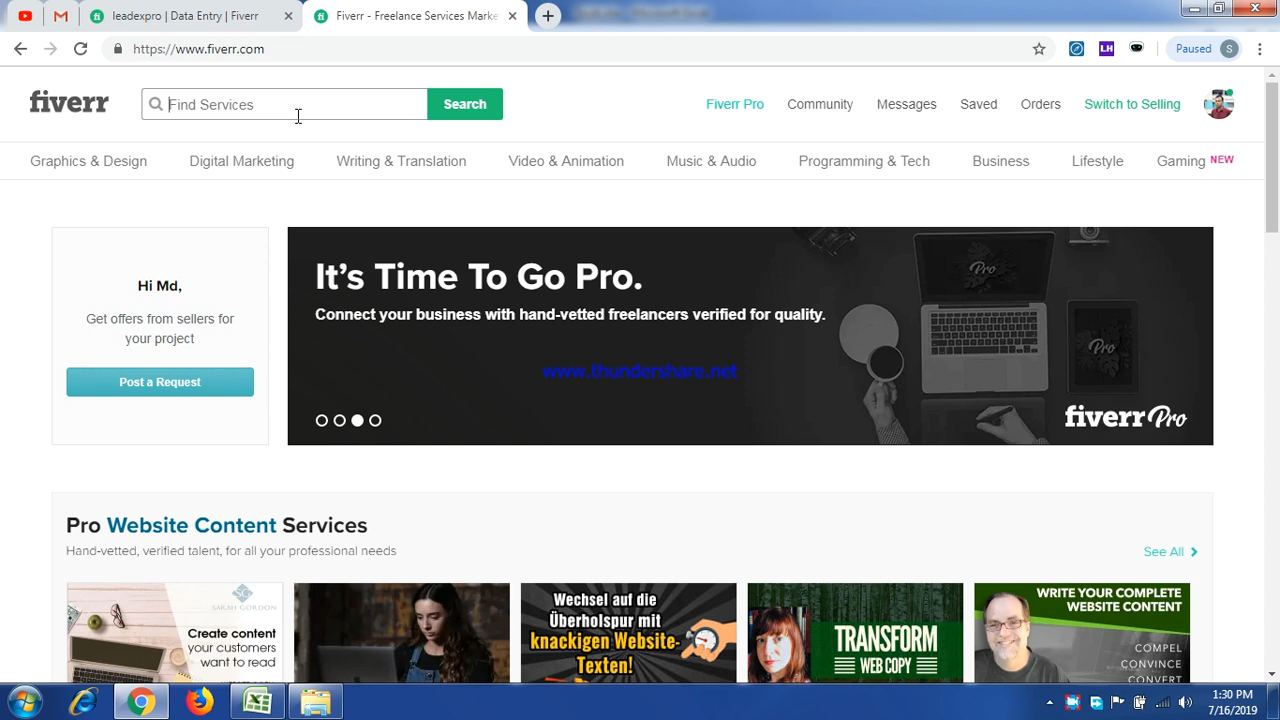 leadexpro | Data Entry | Fiverr
Fiverr - Freelance Services Marke
https://www.fiverr.com
LH
Paused S
fiverr
Find Services
Search
Fiverr Pro
Community
Messages
Saved
Orders
Switch to Selling
Graphics & Design
Digital Marketing
Writing & Translation
Video & Animation
Music & Audio
Programming & Tech
Business
Lifestyle
Gaming NEW
Hi Md,
Get offers from sellers for
your project
Post a Request
It's Time To Go Pro.
Connect your business with hand-vetted freelancers verified for quality.
www.thundershare.net
Pro
Pro
fiverr Pro
Pro Website Content Services
Hand-vetted, verified talent, for all your professional needs
See All
SARAH GORDON
Create content
your customers
want to read
Wechsel auf die
Überholspur mit
knackigen Website-
Texten!
TRANSFORM
WEB COPY
WRITE YOUR COMPLETE
WEBSITE CONTENT
COMPEL
CONVINCE
CONVERT
1:30 PM
7/16/2019